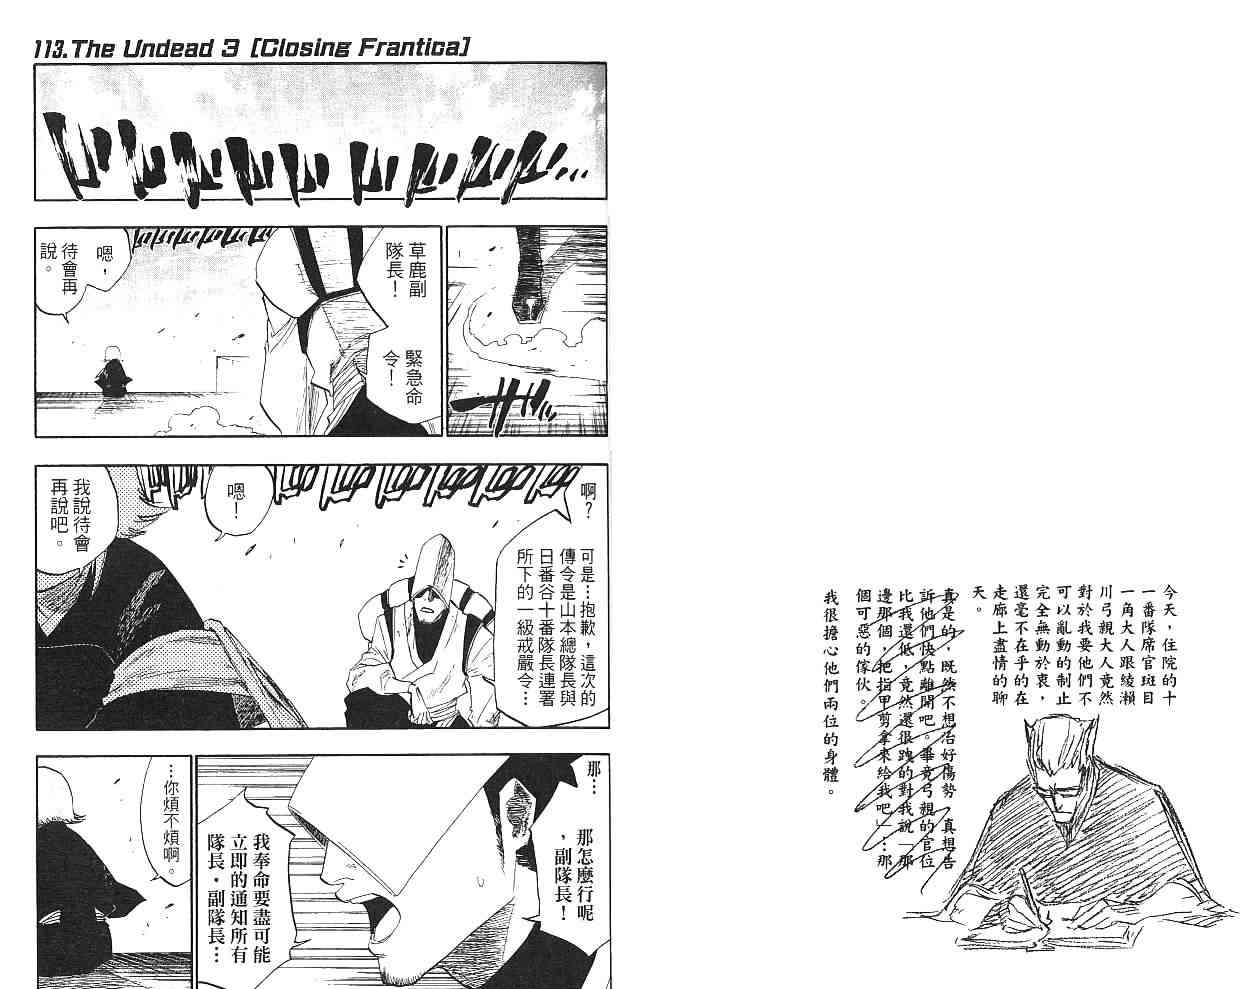 今天，住院的十
一番隊席官斑目
一角大人跟綾瀨
川弓親大人竟然
對於我要他們不
可以亂動的制止
完全無動於衷，
還毫不在乎的在
走廊上盡情的聊
天。
真是的，既然不想治好傷勢，真想告
訴他們快點離開吧。畢竟弓親的官位
比我還低，竟然還很跩的對我說「那
邊那個，把指甲剪拿來給我吧」…那
個可惡的傢伙。
我很擔心他們兩位的身體。
113.The Undead 3 [Closing Frantica]
草鹿副
隊長！
緊急命
令！
嗯，
待會再
說。
啊？
可是…抱歉，這次的
傳令是山本總隊長與
日番谷十番隊長連署
所下的一級戒嚴令…
嗯！
我說待會
再說吧。
那…
那怎麼行呢
，副隊長！
我奉命要盡可能
立即的通知所有
隊長・副隊長…
…你煩不煩啊。